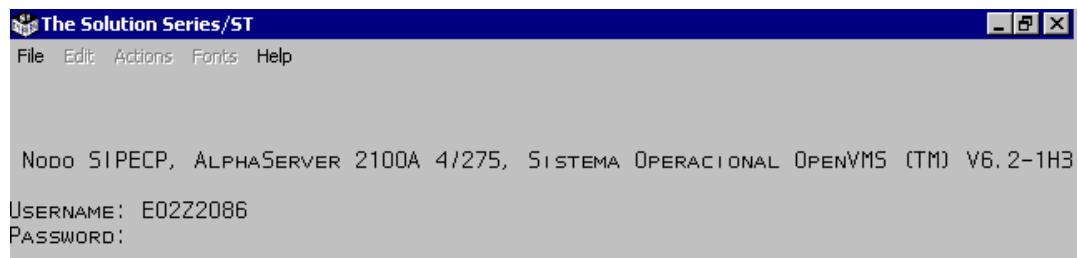 The Solution Series/ST
File Edit Actions Fonts Help
Nodo SIPECP, AlphaServer 2100A 4/275, Sistema Operacional OpenVMS (TM) V6.2-1H3
Username: E02Z2086
Password: